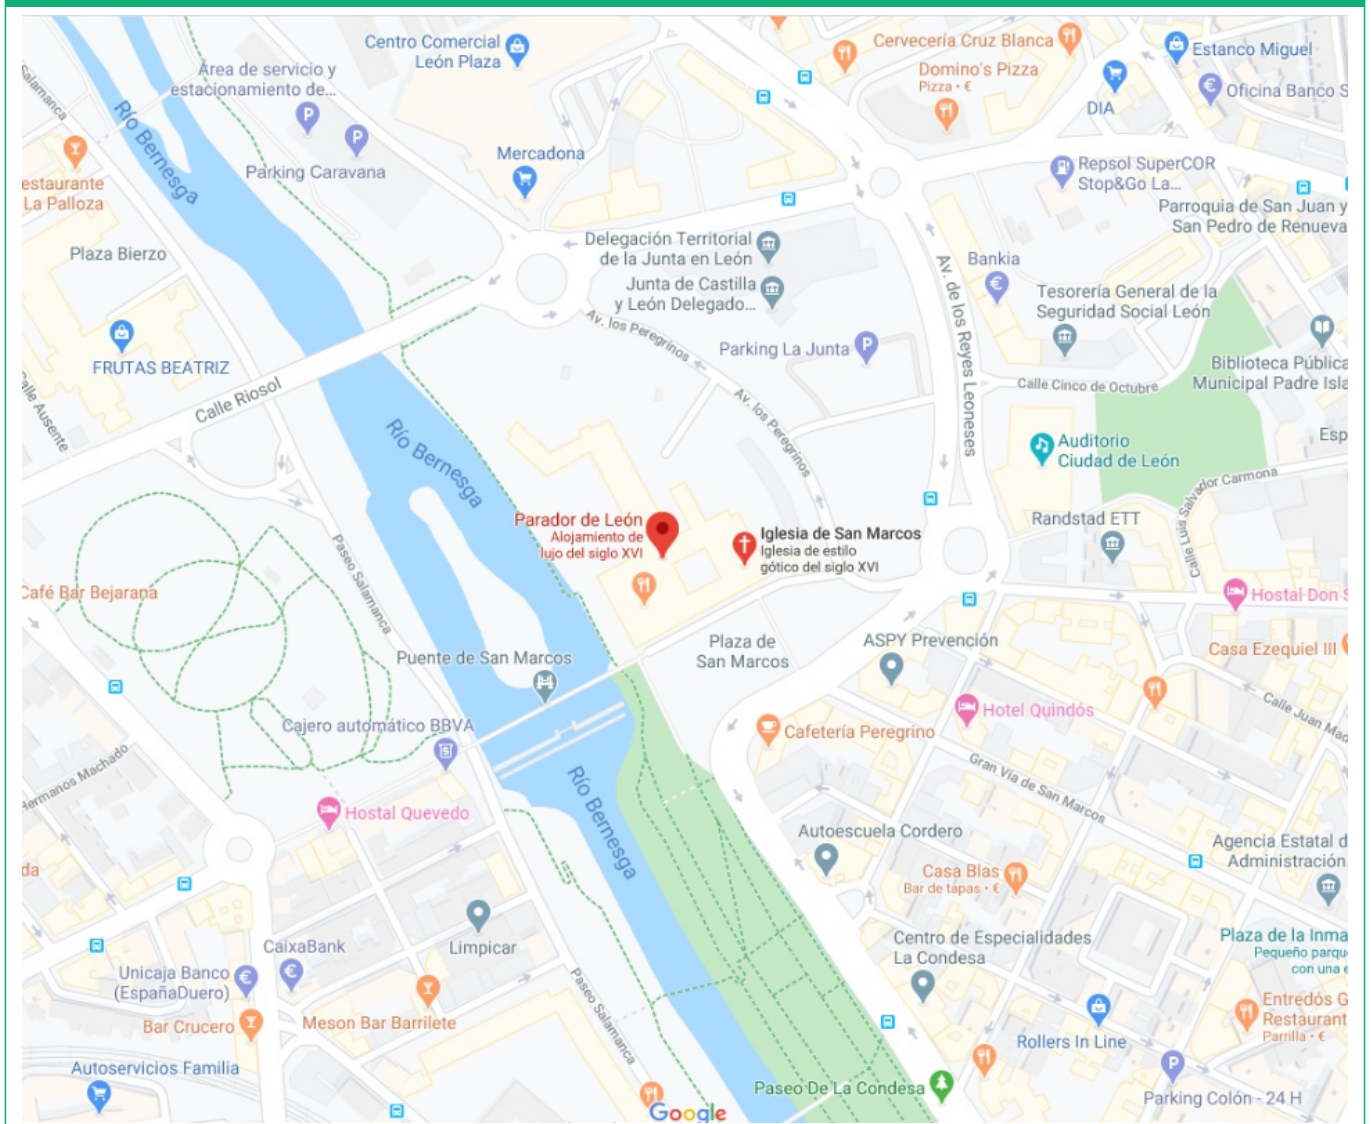 Centro Comercial
León Plaza
Cervecería Cruz Blanca
Estanco Miguel
Área de servicio y
estacionamiento de...
Domino's Pizza
Pizza • €
DIA
Oficina Banco S
Salamanca
Río Bernesga
Parking Caravana
Mercadona
Repsol SuperCOR
Stop&Go La...
estaurante
La Palloza
Parroquia de San Juan y
San Pedro de Renueva
Plaza Bierzo
Delegación Territorial
de la Junta en León
Bankia
Junta de Castilla
y León Delegado...
Av. de los Reyes Leoneses
Tesorería General de la
Seguridad Social León
Av. los Peregrinos
Parking La Junta
FRUTAS BEATRIZ
Biblioteca Pública
Municipal Padre Isla
Calle Ausente
Calle Riosol
Calle Cinco de Octubre
Av. los Peregrinos
Río Bernesga
Auditorio
Ciudad de León
Esp
Calle Luis Salvador Carmona
Parador de León
Alojamiento de
lujo del siglo XVI
Iglesia de San Marcos
Iglesia de estilo
gótico del siglo XVI
Randstad ETT
Paseo Salamanca
Café Bar Bejarana
Hostal Don S
Plaza de
San Marcos
ASPY Prevención
Casa Ezequiel III
Puente de San Marcos
Cajero automático BBVA
Hotel Quindós
Calle Juan Mad
Cafetería Peregrino
Hermanos Machado
Río Bernesga
Gran Vía de San Marcos
Hostal Quevedo
Autoescuela Cordero
Agencia Estatal d
Administración
da
Casa Blas
Bar de tapas • €
Limpicar
CaixaBank
Centro de Especialidades
La Condesa
Plaza de la Inma
Pequeño parqu
con una e
Unicaja Banco
(EspañaDuero)
Paseo Salamanca
Bar Crucero
Meson Bar Barrilete
Entredós G
Restaurant
Parrilla • €
Rollers In Line
Autoservicios Familia
Paseo De La Condesa
Parking Colón - 24 H
Google